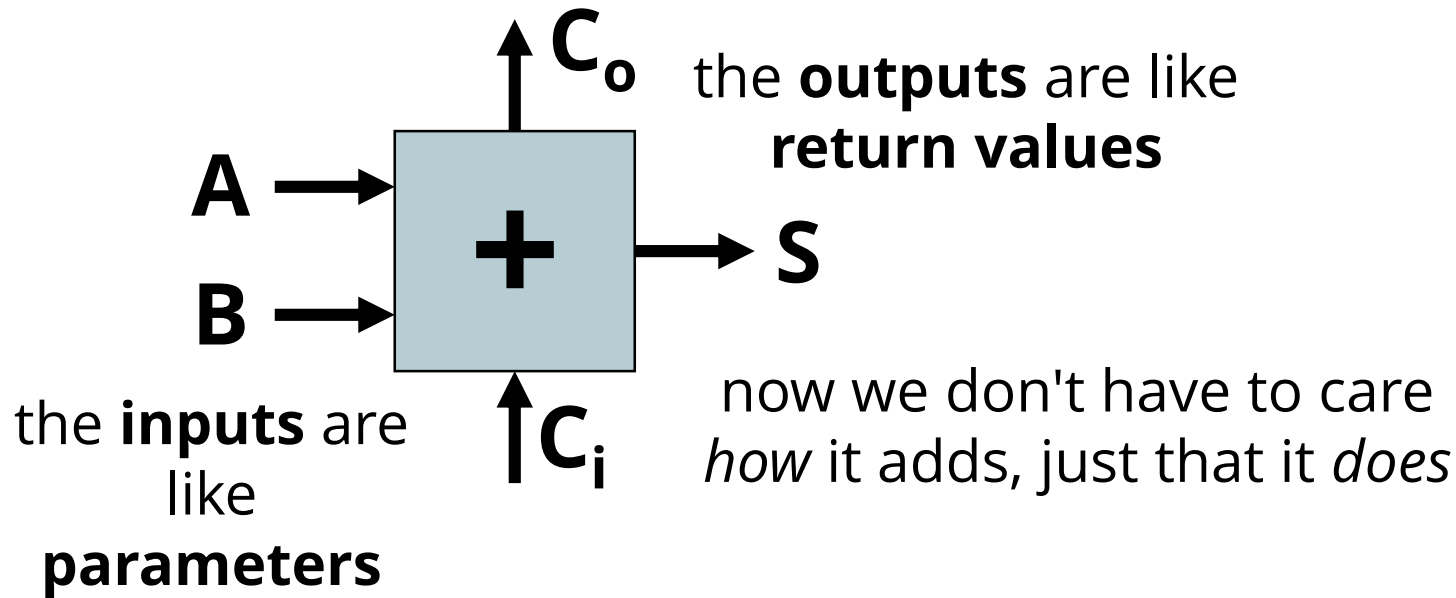 C₀
the outputs are like
return values
A
+
S
B
the inputs are
like
parameters
Cᵢ
now we don't have to care
how it adds, just that it does